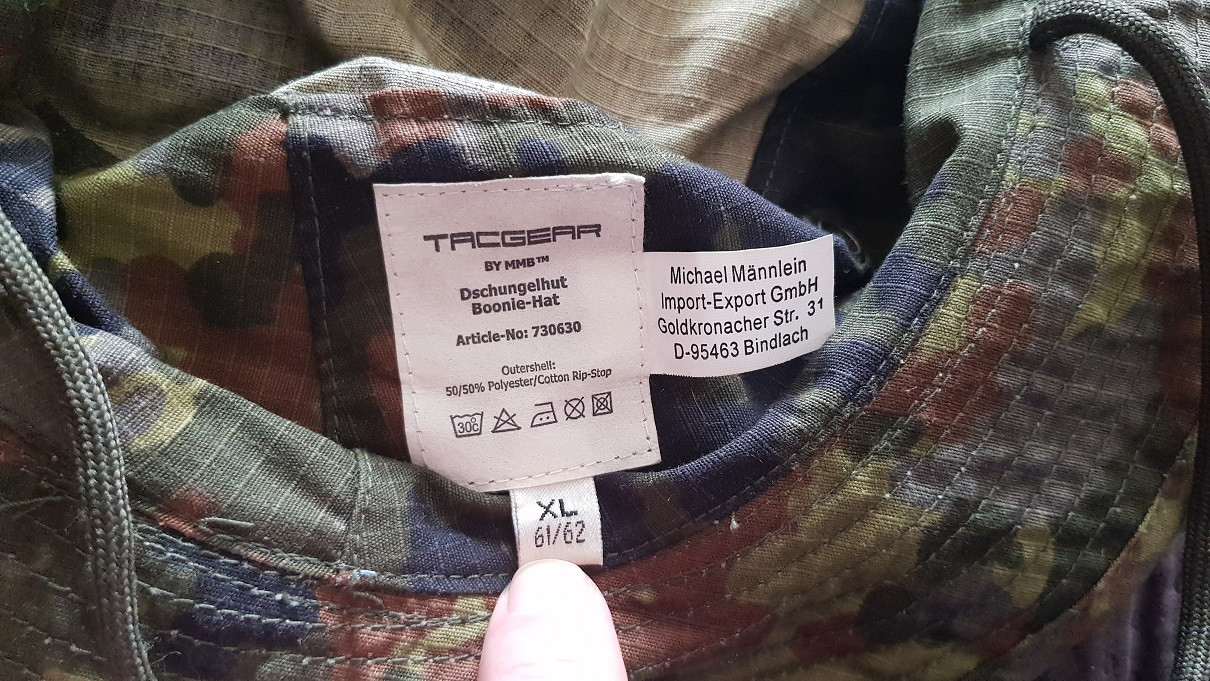 TACGEAR
BY MMB™
Dschungelhut
Boonie-Hat
Article-No: 730630
Outershell:
50/50% Polyester/Cotton Rip-Stop
30C
Michael Männlein
Import-Export GmbH
Goldkronacher Str. 31
D-95463 Bindlach
XL
61/62